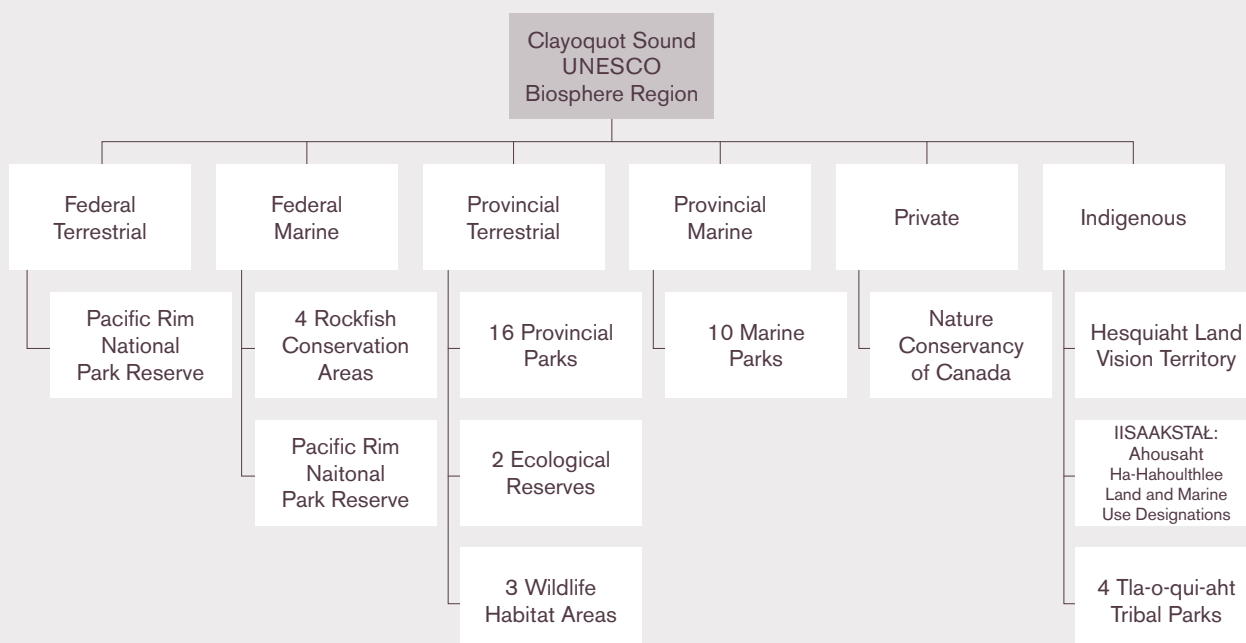 Clayoquot Sound
UNESCO
Biosphere Region
Federal
Terrestrial
Federal
Marine
Provincial
Terrestrial
Provincial
Marine
Private
Indigenous
Pacific Rim
National
Park Reserve
4 Rockfish
Conservation
Areas
16 Provincial
Parks
10 Marine
Parks
Nature
Conservancy
of Canada
Hesquiaht Land
Vision Territory
Pacific Rim
Naitonal
Park Reserve
2 Ecological
Reserves
IISAAKSTAŁ:
Ahousaht
Ha-Hahoulthlee
Land and Marine
Use Designations
3 Wildlife
Habitat Areas
4 Tla-o-qui-aht
Tribal Parks